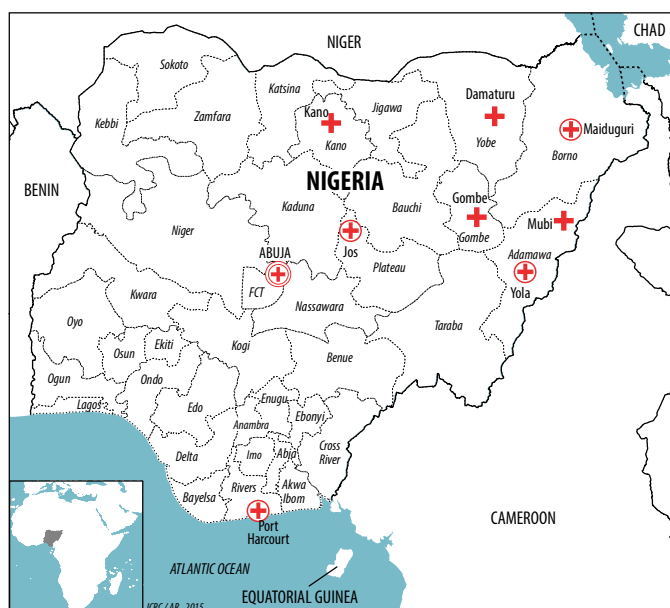 NIGER
CHAD
Sokoto
Katsina
Damaturu
Zamfara
Jigawa
Kano
Kebbi
Kano
Yobe
Maiduguri
Borno
BENIN
NIGERIA
Kaduna
Bauchi
Gombe
Mubi
Niger
Gombe
Jos
ABUJA
Adamawa
Plateau
FCT
Yola
Kwara
Nassawara
Oyo
Taraba
Kogi
Osun
Ekiti
Benue
Ogun
Ondo
Enugu
Lagos
Edo
Ebonyi
Anambra
Cross
River
Delta
Imo
Abia
Bayelsa
Rivers
Akwa
Ibom
Port
Harcourt
CAMEROON
ATLANTIC OCEAN
EQUATORIAL GUINEA
ICRC / AR_2015